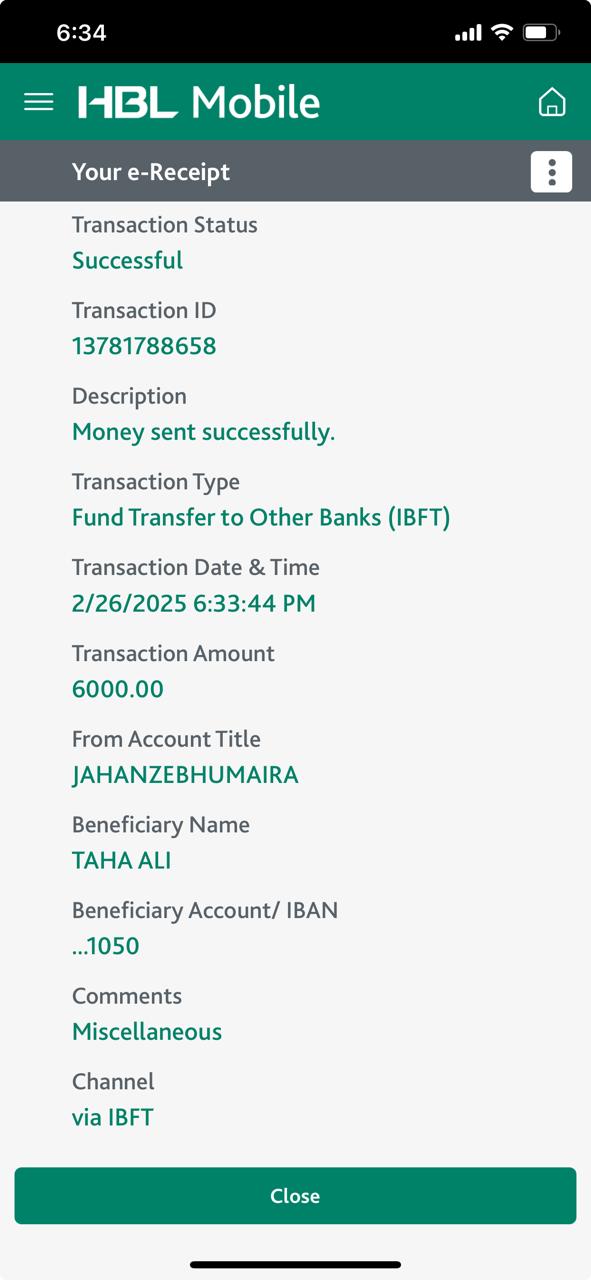 6:34
HBL Mobile
Your e-Receipt
Transaction Status
Successful
Transaction ID
13781788658
Description
Money sent successfully.
Transaction Type
Fund Transfer to Other Banks (IBFT)
Transaction Date & Time
2/26/2025 6:33:44 PM
Transaction Amount
6000.00
From Account Title
JAHANZEBHUMAIRA
Beneficiary Name
TAHA ALI
Beneficiary Account/ IBAN
...1050
Comments
Miscellaneous
Channel
via IBFT
Close